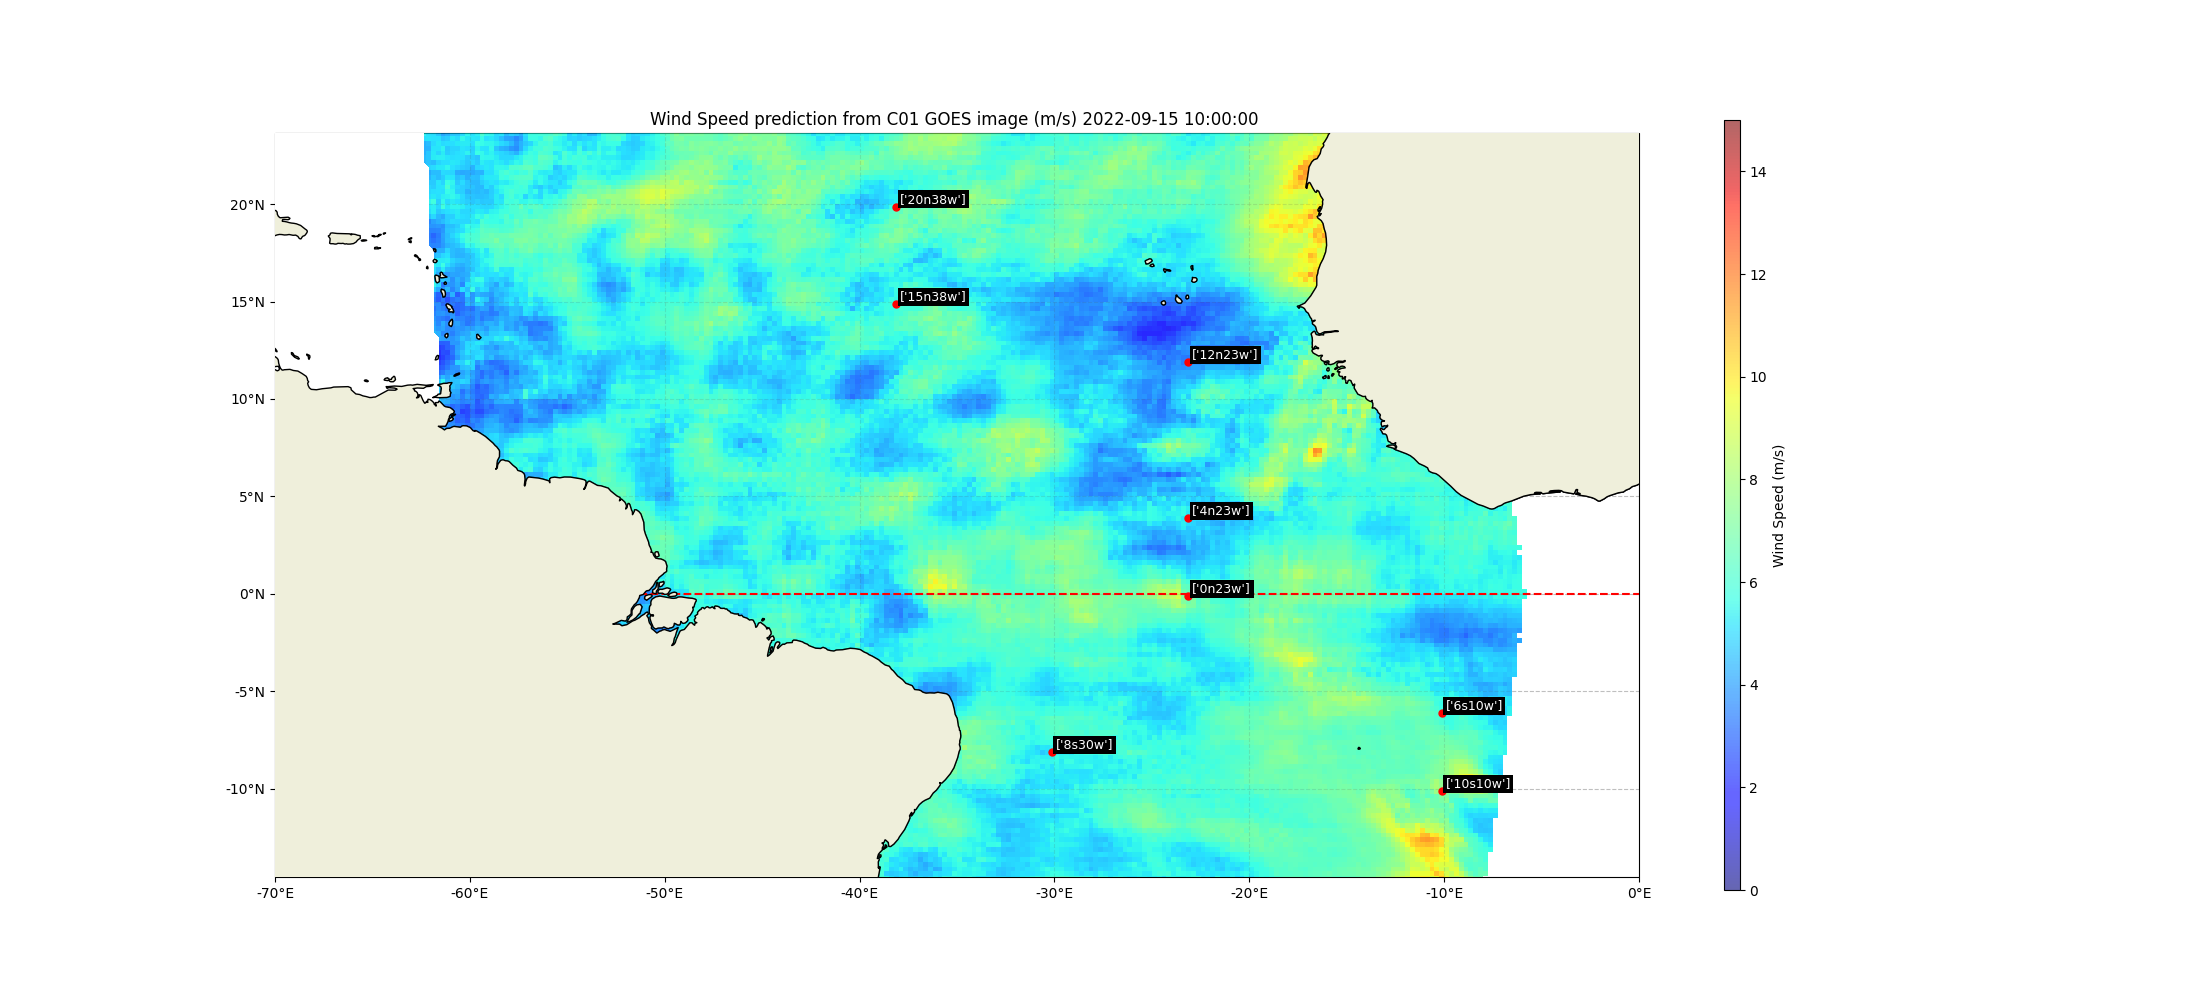 Wind Speed prediction from C01 GOES image (m/s) 2022-09-15 10:00:00
20°N
15°N
10°N
5°N
0°N
-5°N
-10°N
['20n38w']
['15n38w']
['12n23w']
['4n23w']
['0n23w']
['6s10w']
['8s30w']
['10s10w']
-70°E
-60°E
-50°E
-40°E
-30°E
-20°E
-10°E
0°E
14
12
10
8
6
4
2
0
Wind Speed (m/s)